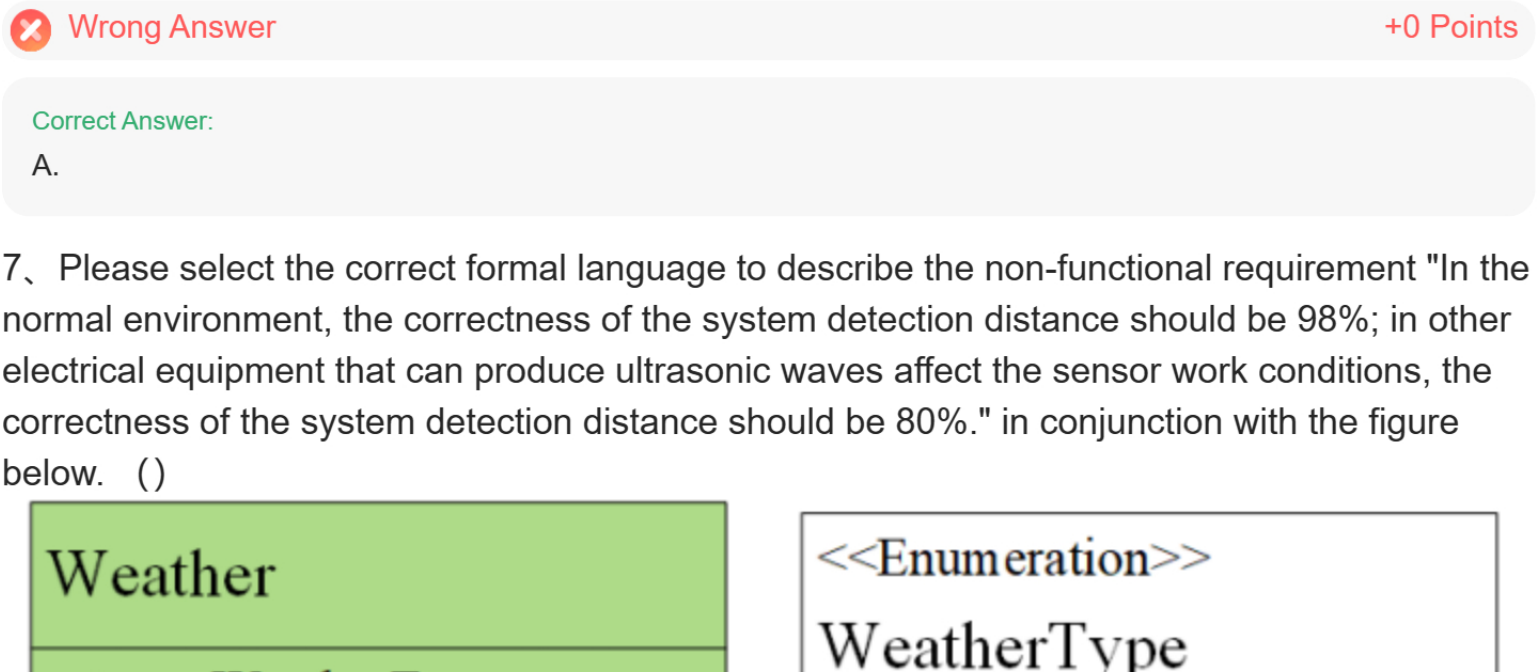 Wrong Answer
+0 Points
Correct Answer:
A.
7、Please select the correct formal language to describe the non-functional requirement "In the
normal environment, the correctness of the system detection distance should be 98%; in other
electrical equipment that can produce ultrasonic waves affect the sensor work conditions, the
correctness of the system detection distance should be 80%." in conjunction with the figure
below. ()
Weather
<<Enumeration>>
WeatherType